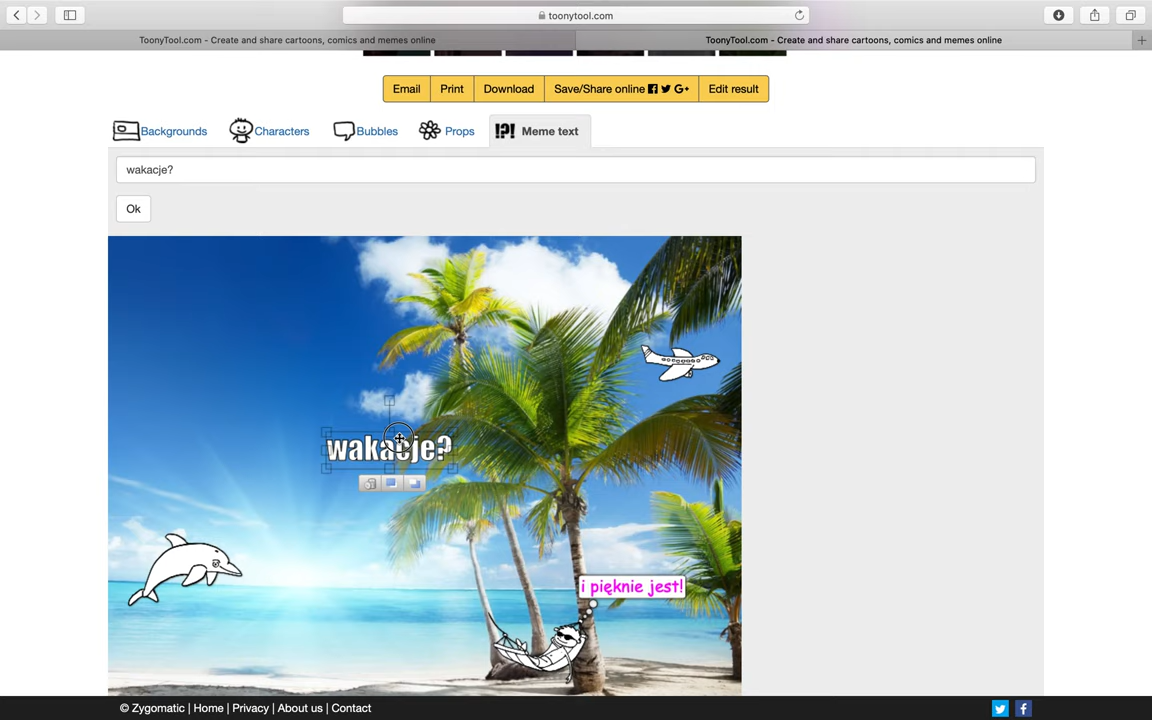 toonytool.com
ToonyTool.com - Create and share cartoons, comics and memes online
ToonyTool.com - Create and share cartoons, comics and memes online
Email
Print
Download
Save/Share online
Edit result
Backgrounds
Characters
Bubbles
Props
Meme text
wakacje?
Ok
wakacje?
i pięknie jest!
© Zygomatic | Home | Privacy | About us | Contact